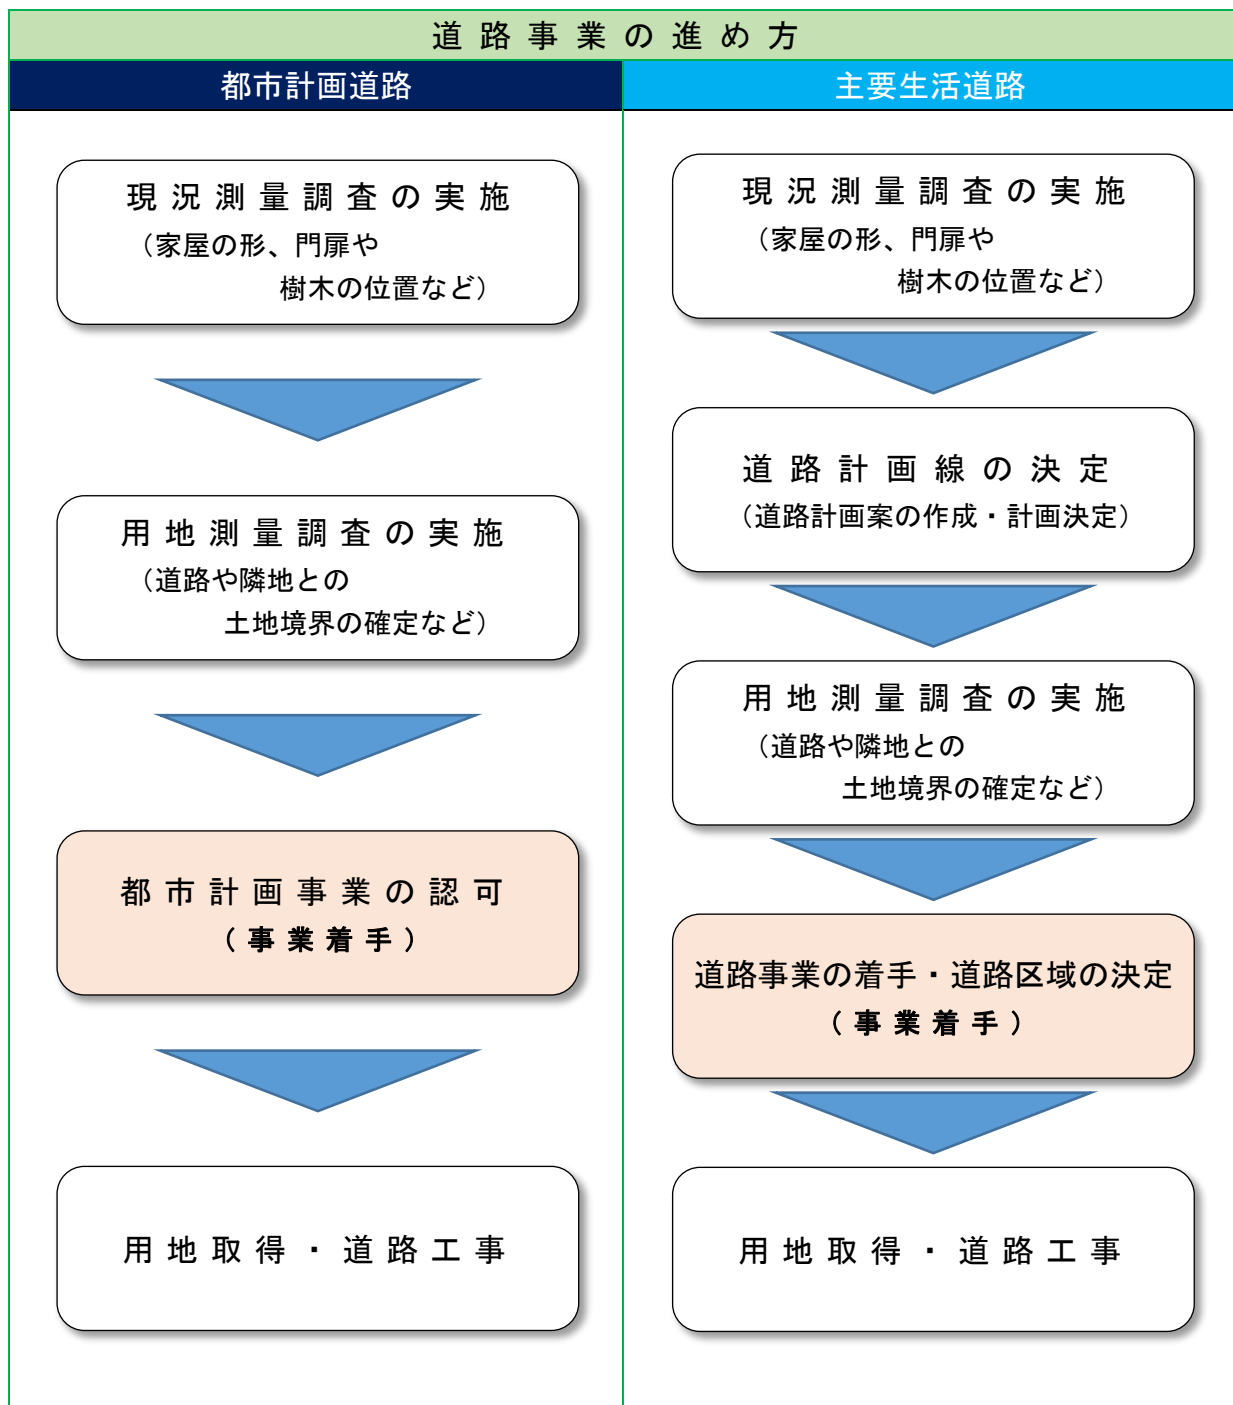 道路事業の進め方
都市計画道路
現況測量調査の実施
（家屋の形、門扉や
樹木の位置など）
用地測量調査の実施
（道路や隣地との
土地境界の確定など）
都市計画事業の認可
（事業着手）
用地取得・道路工事
主要生活道路
現況測量調査の実施
（家屋の形、門扉や
樹木の位置など）
道路計画線の決定
（道路計画案の作成・計画決定）
用地測量調査の実施
（道路や隣地との
土地境界の確定など）
道路事業の着手・道路区域の決定
（事業着手）
用地取得・道路工事